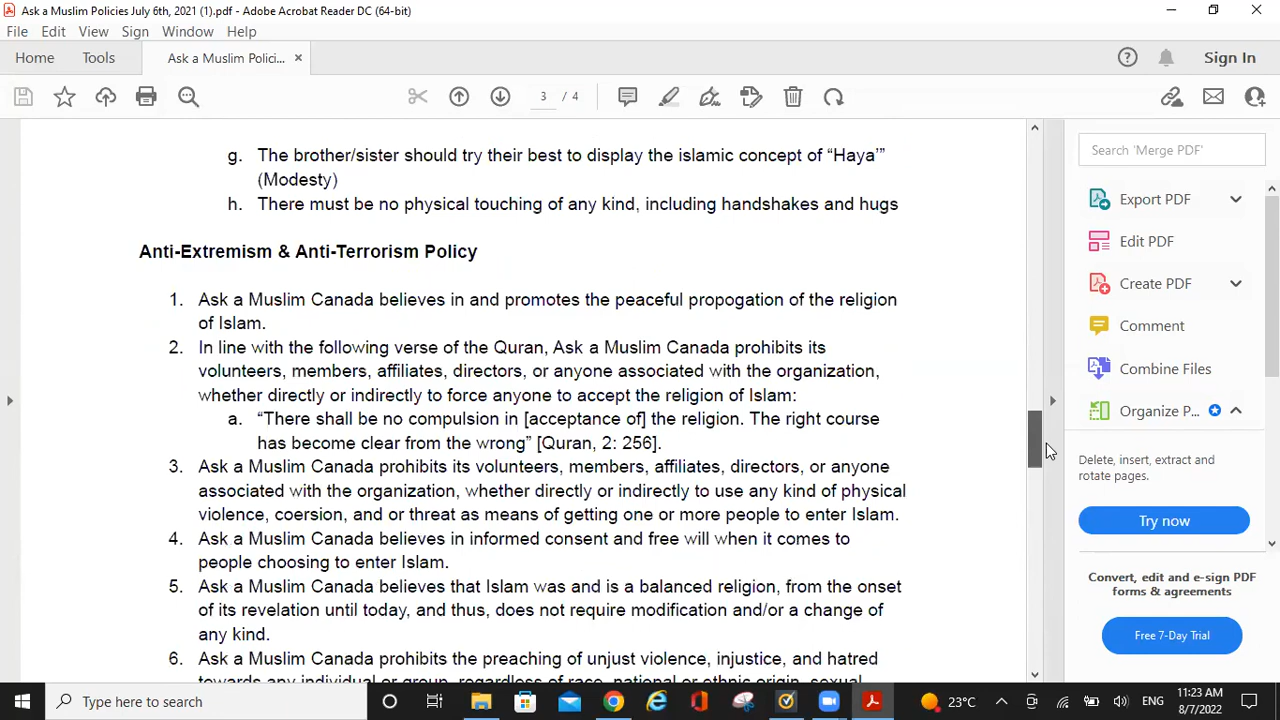 Ask a Muslim Policies July 6th, 2021 (1).pdf - Adobe Acrobat Reader DC (64-bit)
File Edit View Sign Window Help
Home Tools Ask a Muslim Polici... × Sign In
3 / 4
g. The brother/sister should try their best to display the islamic concept of “Haya’”
(Modesty)
h. There must be no physical touching of any kind, including handshakes and hugs
Anti-Extremism & Anti-Terrorism Policy
1. Ask a Muslim Canada believes in and promotes the peaceful propogation of the religion
of Islam.
2. In line with the following verse of the Quran, Ask a Muslim Canada prohibits its
volunteers, members, affiliates, directors, or anyone associated with the organization,
whether directly or indirectly to force anyone to accept the religion of Islam:
a. “There shall be no compulsion in [acceptance of] the religion. The right course
has become clear from the wrong” [Quran, 2: 256].
3. Ask a Muslim Canada prohibits its volunteers, members, affiliates, directors, or anyone
associated with the organization, whether directly or indirectly to use any kind of physical
violence, coersion, and or threat as means of getting one or more people to enter Islam.
4. Ask a Muslim Canada believes in informed consent and free will when it comes to
people choosing to enter Islam.
5. Ask a Muslim Canada believes that Islam was and is a balanced religion, from the onset
of its revelation until today, and thus, does not require modification and/or a change of
any kind.
6. Ask a Muslim Canada prohibits the preaching of unjust violence, injustice, and hatred
towards any individual or group, regardless of race, national or ethnic origin, sexual
Search 'Merge PDF'
Export PDF
Edit PDF
Create PDF
Comment
Combine Files
Organize P...
Delete, insert, extract and
rotate pages.
Try now
Convert, edit and e-sign PDF
forms & agreements
Free 7-Day Trial
Type here to search
23°C
ENG
11:23 AM
8/7/2022